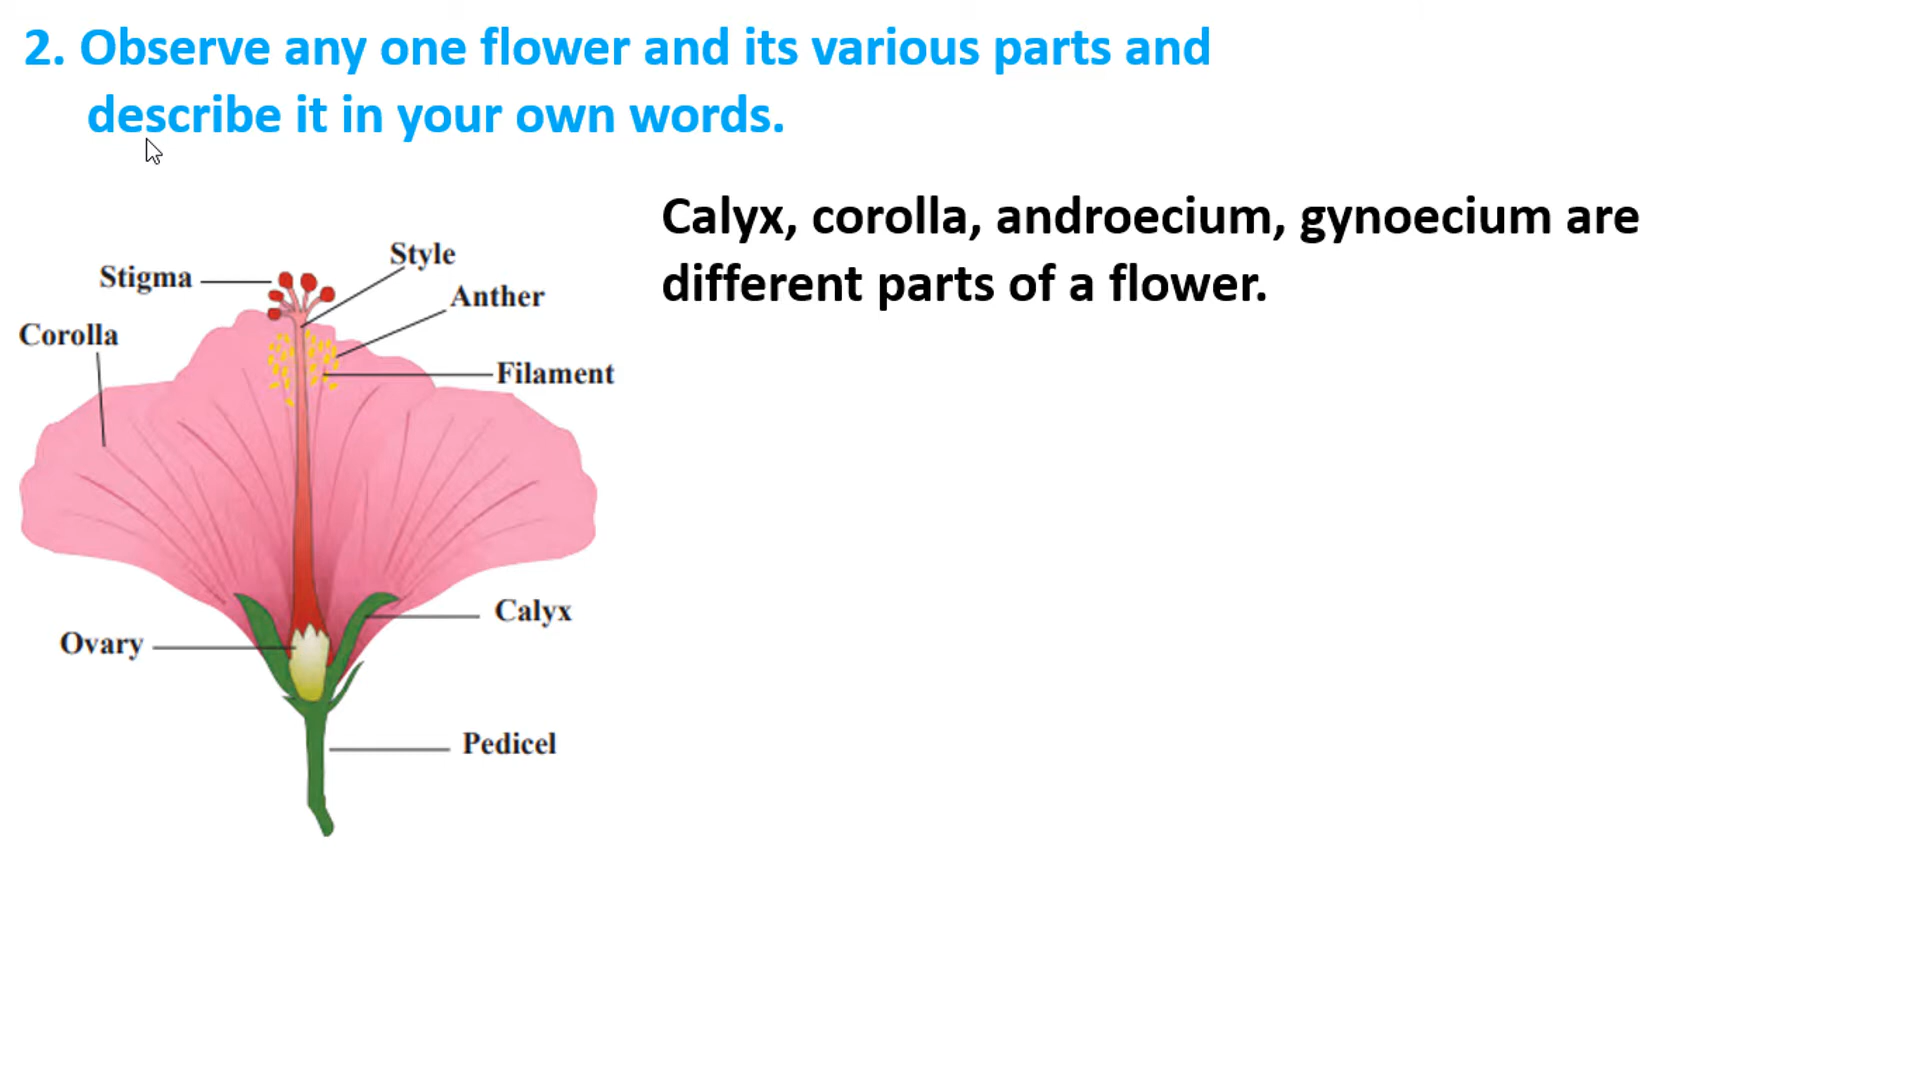 2. Observe any one flower and its various parts and
describe it in your own words.
Calyx, corolla, androecium, gynoecium are
different parts of a flower.
Style
Stigma
Anther
Corolla
Filament
Calyx
Ovary
Pedicel